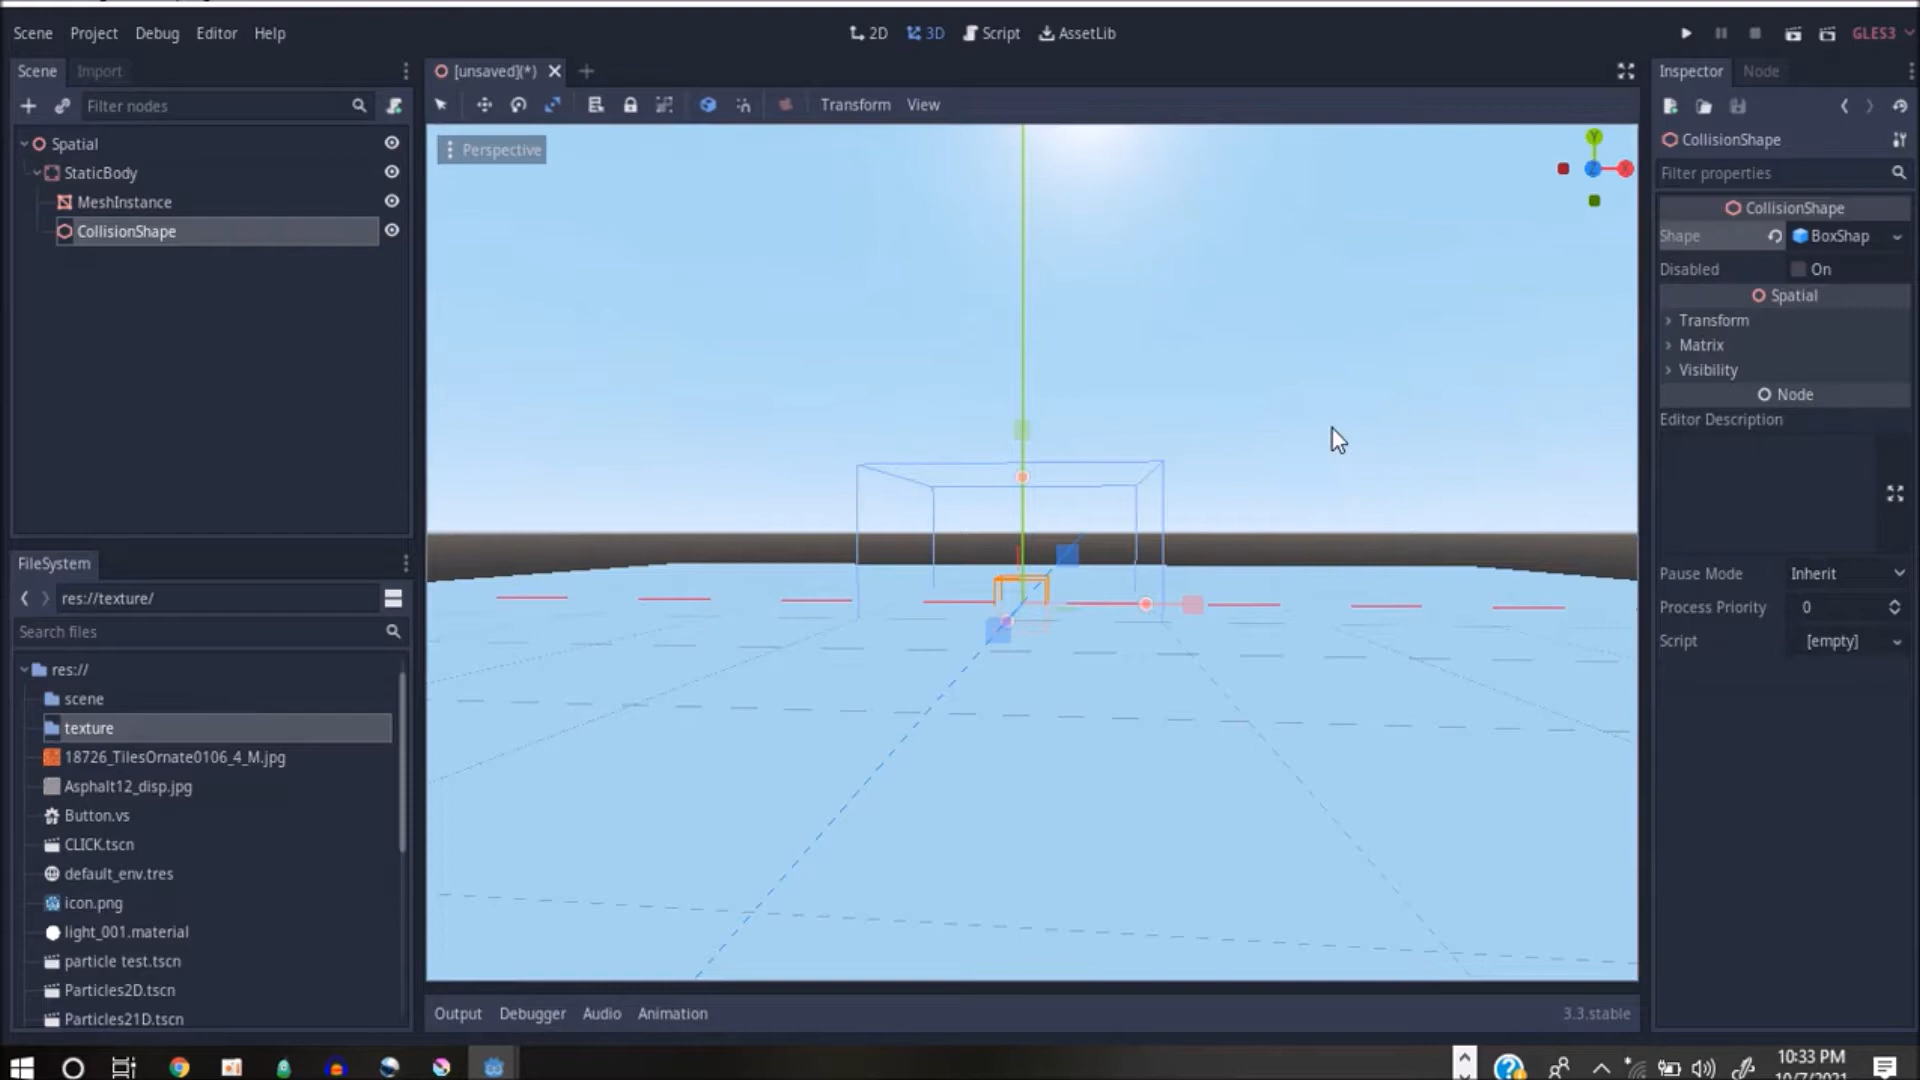 Scene Project Debug Editor Help
2D 3D Script AssetLib
GLES3
Scene Import
[unsaved](*)
Inspector Node
Filter nodes
Transform View
Spatial
StaticBody
MeshInstance
CollisionShape
Perspective
Y
Z
X
CollisionShape
Filter properties
CollisionShape
Shape BoxShap
Disabled On
Spatial
Transform
Matrix
Visibility
Node
Editor Description
Pause Mode Inherit
Process Priority 0
Script [empty]
FileSystem
res://texture/
Search files
res://
scene
texture
18726_TilesOrnate0106_4_M.jpg
Asphalt12_disp.jpg
Button.vs
CLICK.tscn
default_env.tres
icon.png
light_001.material
particle test.tscn
Particles2D.tscn
Particles21D.tscn
Output Debugger Audio Animation
3.3.stable
10:33 PM
10/7/2021